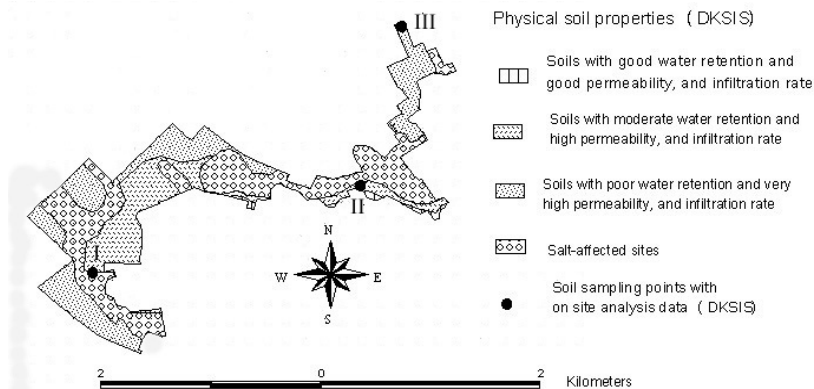 Physical soil properties ( DKSIS)
Soils with good water retention and
good permeability, and infiltration rate
Soils with moderate water retention and
high permeability, and infiltration rate
Soils with poor water retention and very
high permeability, and infiltration rate
Salt-affected sites
Soil sampling points with
on site analysis data ( DKSIS)
III
II
I
N
W E
S
2 0 2
Kilometers